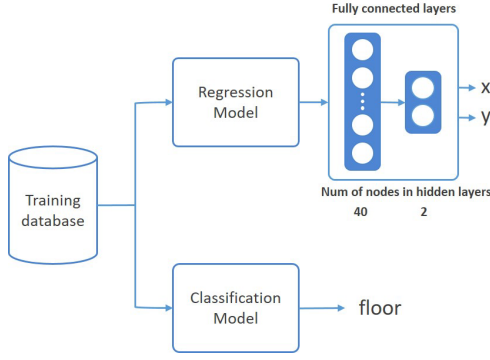 Fully connected layers
Regression
Model
x
y
Num of nodes in hidden layers
40 2
Training
database
Classification
Model
floor